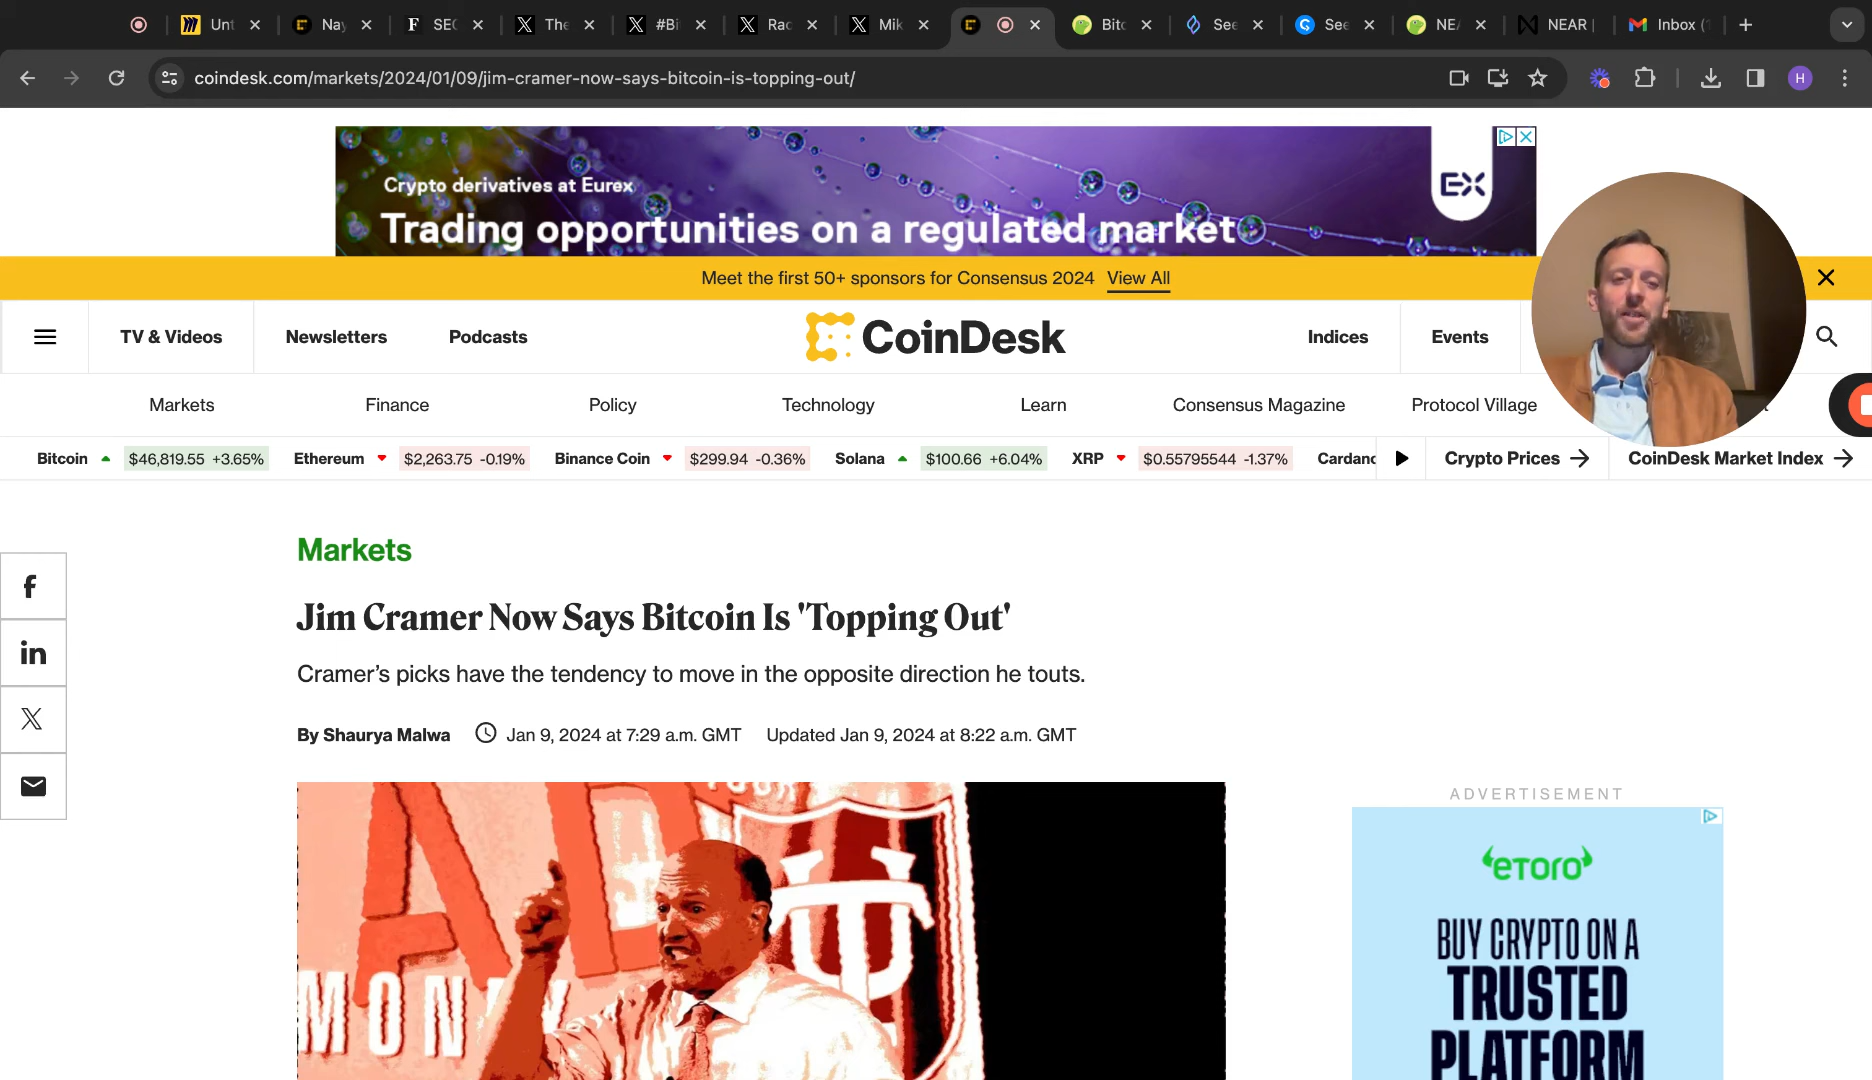 Unt
Nay
SEC
The
#Bi
Rac
Mik
Bitc
See
See
NEA
NEAR
Inbox (
coindesk.com/markets/2024/01/09/jim-cramer-now-says-bitcoin-is-topping-out/
H
Crypto derivatives at Eurex
Trading opportunities on a regulated market
EX
Meet the first 50+ sponsors for Consensus 2024 View All
TV & Videos Newsletters Podcasts CoinDesk Indices Events
Markets Finance Policy Technology Learn Consensus Magazine Protocol Village
Bitcoin $46,819.55 +3.65% Ethereum $2,263.75 -0.19% Binance Coin $299.94 -0.36% Solana $100.66 +6.04% XRP $0.55795544 -1.37% Cardano Crypto Prices → CoinDesk Market Index →
Markets
Jim Cramer Now Says Bitcoin Is 'Topping Out'
Cramer’s picks have the tendency to move in the opposite direction he touts.
By Shaurya Malwa Jan 9, 2024 at 7:29 a.m. GMT Updated Jan 9, 2024 at 8:22 a.m. GMT
ADVERTISEMENT
eToro
BUY CRYPTO ON A
TRUSTED
PLATFORM